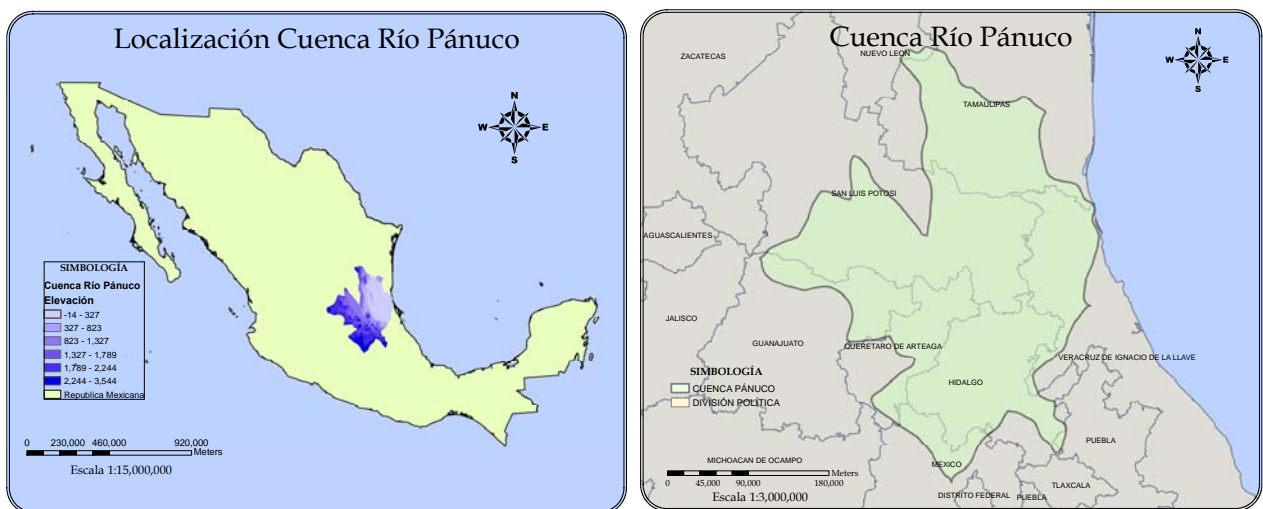 Localización Cuenca Río Pánuco
N
W E
S
SIMBOLOGÍA
Cuenca Río Pánuco
Elevación
-14 - 327
327 - 823
823 - 1,327
1,327 - 1,789
1,789 - 2,244
2,244 - 3,544
Republica Mexicana
0 230,000 460,000 920,000
Meters
Escala 1:15,000,000
Cuenca Río Pánuco
N
W E
S
ZACATECAS
NUEVO LEON
TAMAULIPAS
SAN LUIS POTOSI
AGUASCALIENTES
JALISCO
GUANAJUATO
QUERETARO DE ARTEAGA
VERACRUZ DE IGNACIO DE LA LLAVE
HIDALGO
SIMBOLOGÍA
CUENCA PÁNUCO
DIVISIÓN POLÍTICA
PUEBLA
MICHOACAN DE OCAMPO
MEXICO
TLAXCALA
DISTRITO FEDERAL
PUEBLA
0 45,000 90,000 180,000
Meters
Escala 1:3,000,000